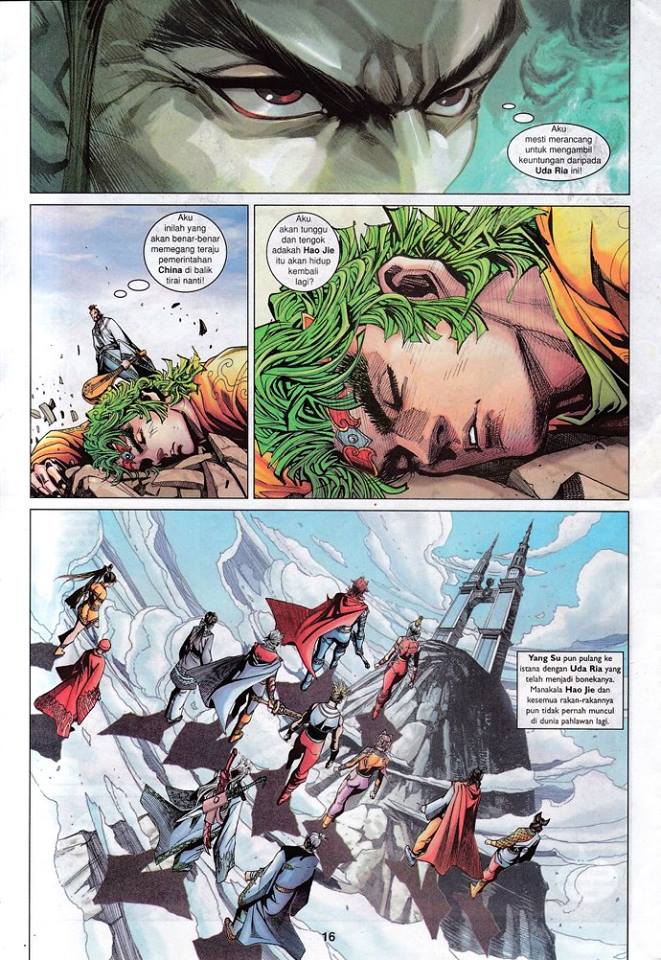 Aku
mesti merancang
untuk mengambil
keuntungan daripada
Uda Ria ini!
Aku
inilah yang
akan benar-benar
memegang teraju
pemerintahan
China di balik
tirai nanti!
Aku
akan tunggu
dan tengok
adakah Hao Jie
itu akan hidup
kembali
lagi?
Yang Su pun pulang ke
istana dengan Uda Ria yang
telah menjadi bonekanya.
Manakala Hao Jie dan
kesemua rakan-rakannya
pun tidak pernah muncul
di dunia pahlawan lagi.
16